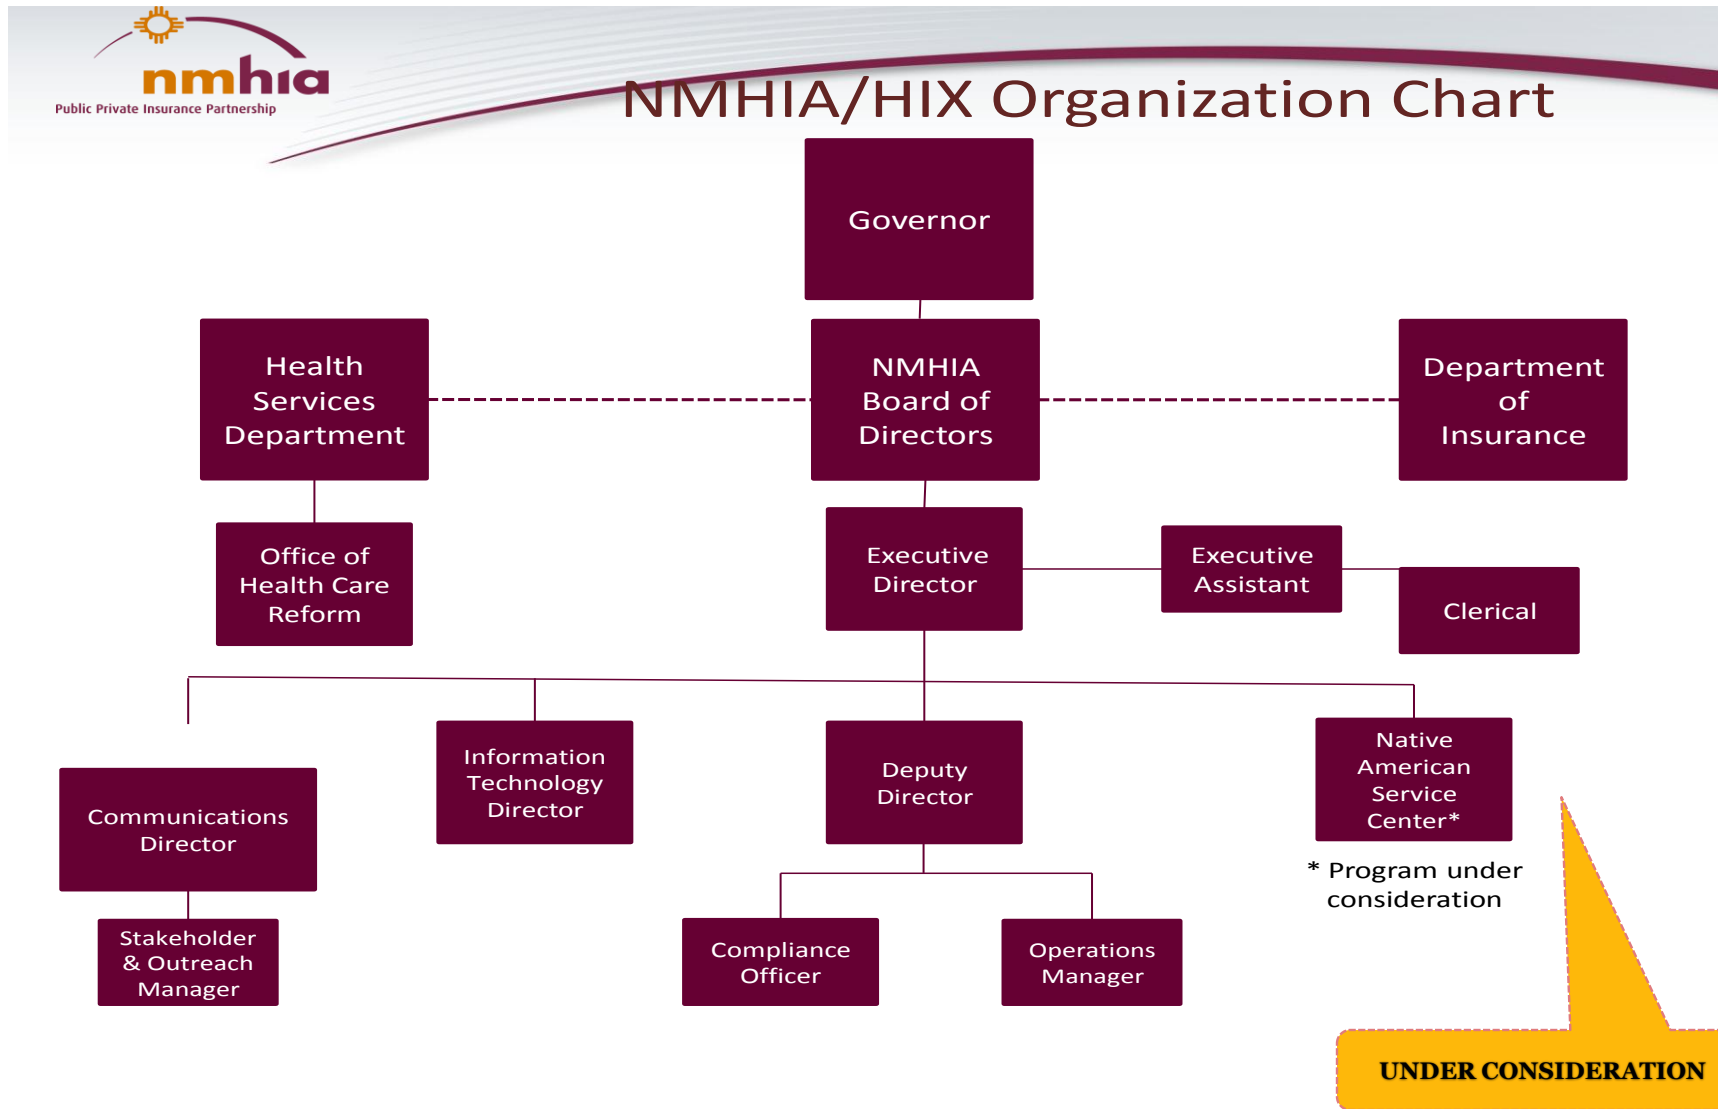 nmhia
Public Private Insurance Partnership
NMHIA/HIX Organization Chart
Governor
Health
Services
Department
NMHIA
Board of
Directors
Department
of
Insurance
Office of
Health Care
Reform
Executive
Director
Executive
Assistant
Clerical
Communications
Director
Information
Technology
Director
Deputy
Director
Native
American
Service
Center*
* Program under
consideration
Stakeholder
& Outreach
Manager
Compliance
Officer
Operations
Manager
UNDER CONSIDERATION